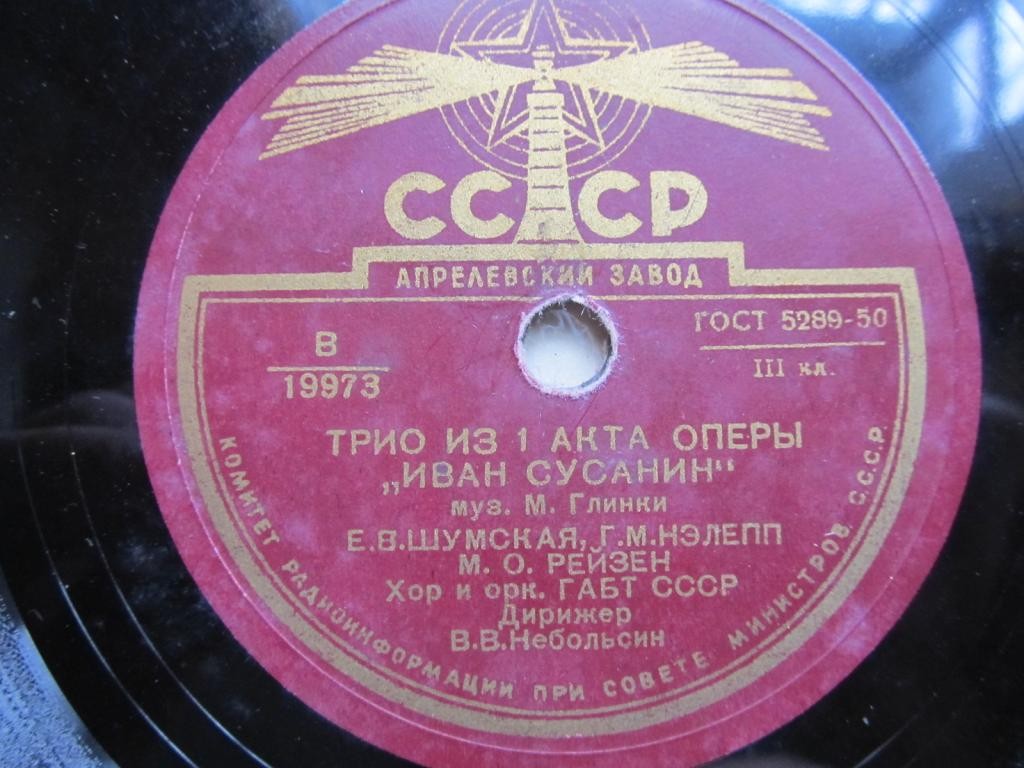 СССР
АПРЕЛЕВСКИЙ ЗАВОД
В
19973
ГОСТ 5289-50
III кл.
ТРИО ИЗ 1 АКТА ОПЕРЫ
„ИВАН СУСАНИН“
муз. М. Глинки
Е.В.ШУМСКАЯ, Г.М.НЭЛЕПП
М. О. РЕЙЗЕН
Хор и орк. ГАБТ СССР
Дирижер
В.В.Небольсин
КОМИТЕТ РАДИОИНФОРМАЦИИ ПРИ СОВЕТЕ МИНИСТРОВ С.С.С.Р.